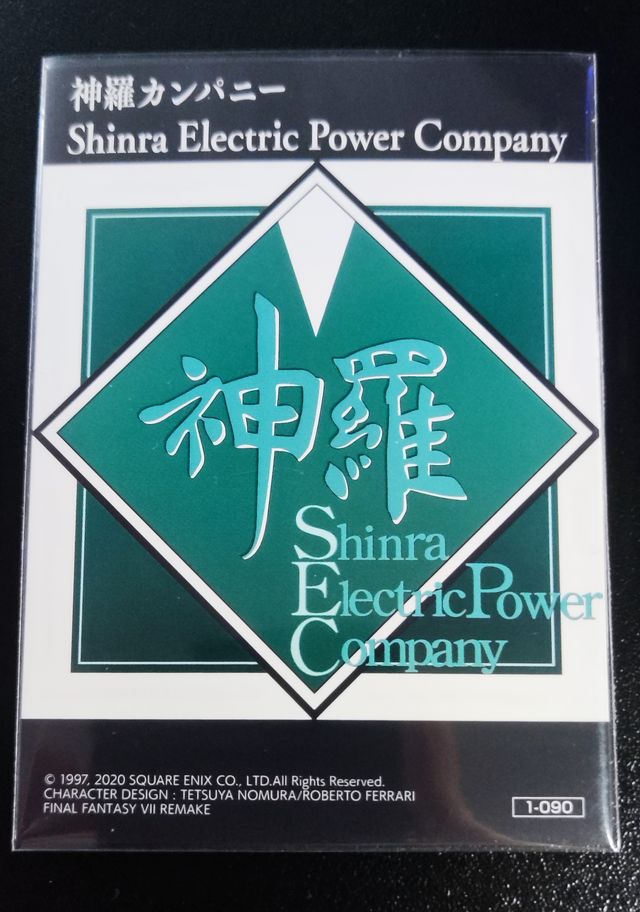 神羅カンパニー
Shinra Electric Power Company
神羅
Shinra
Electric Power
Company
© 1997, 2020 SQUARE ENIX CO., LTD.All Rights Reserved.
CHARACTER DESIGN : TETSUYA NOMURA/ROBERTO FERRARI
FINAL FANTASY VII REMAKE
1-090